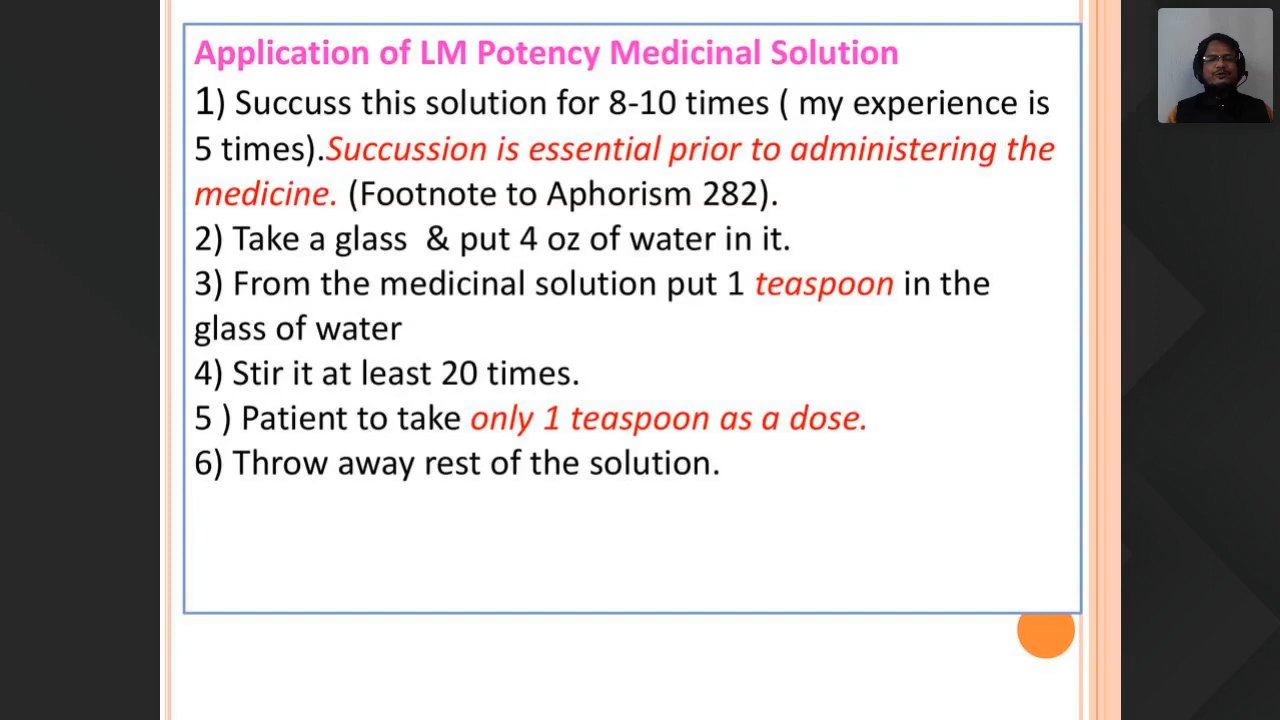 Application of LM Potency Medicinal Solution
1) Succuss this solution for 8-10 times ( my experience is
5 times).Succussion is essential prior to administering the
medicine. (Footnote to Aphorism 282).
2) Take a glass  & put 4 oz of water in it.
3) From the medicinal solution put 1 teaspoon in the
glass of water
4) Stir it at least 20 times.
5 ) Patient to take only 1 teaspoon as a dose.
6) Throw away rest of the solution.